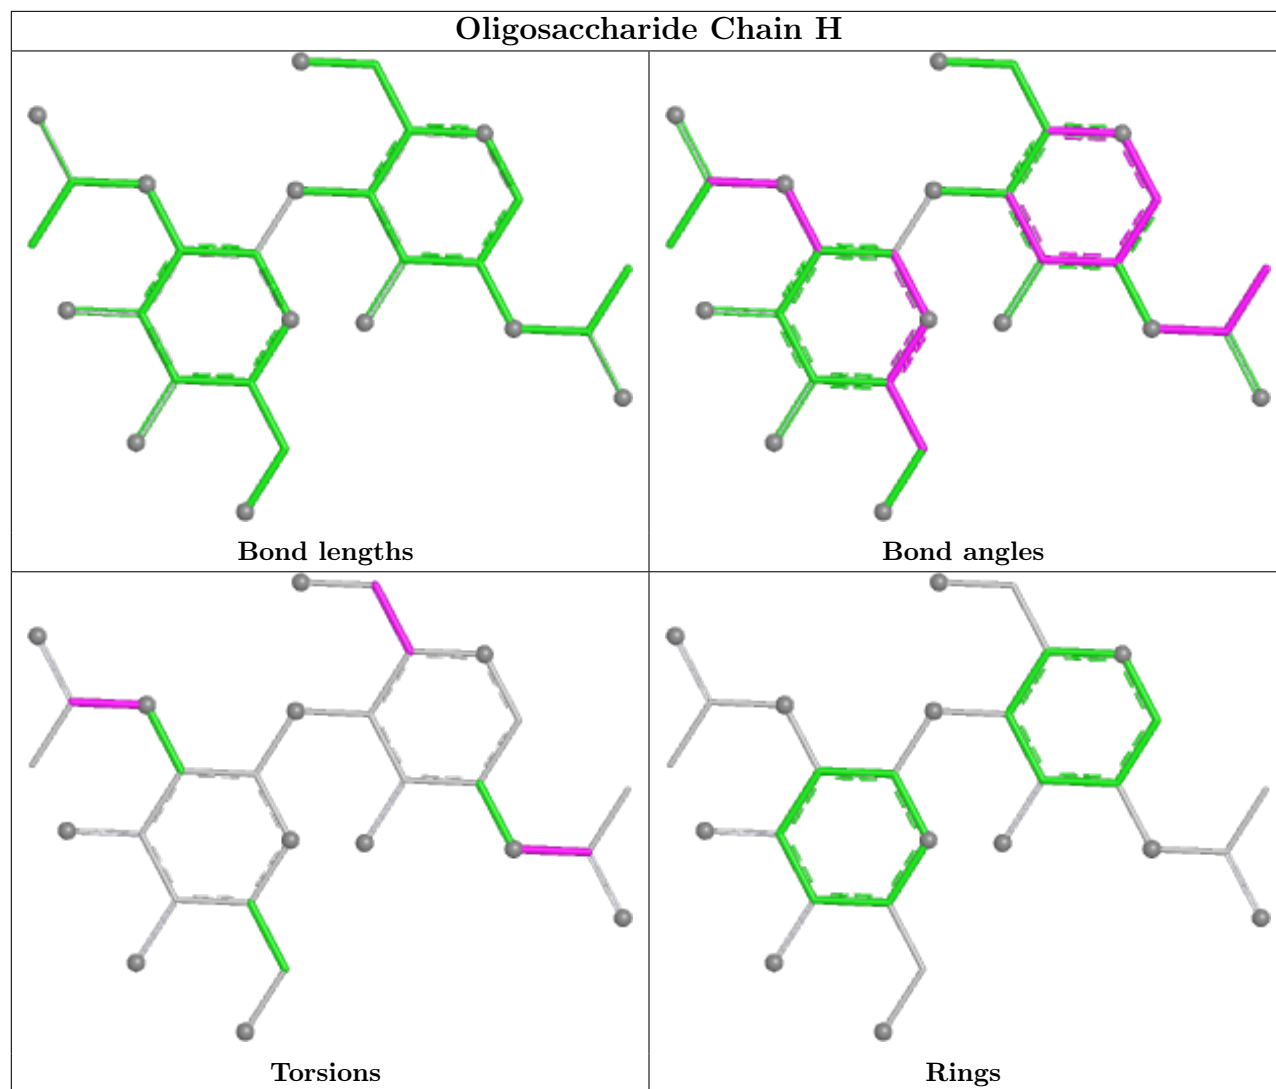 Oligosaccharide Chain H
Bond lengths
Bond angles
Torsions
Rings